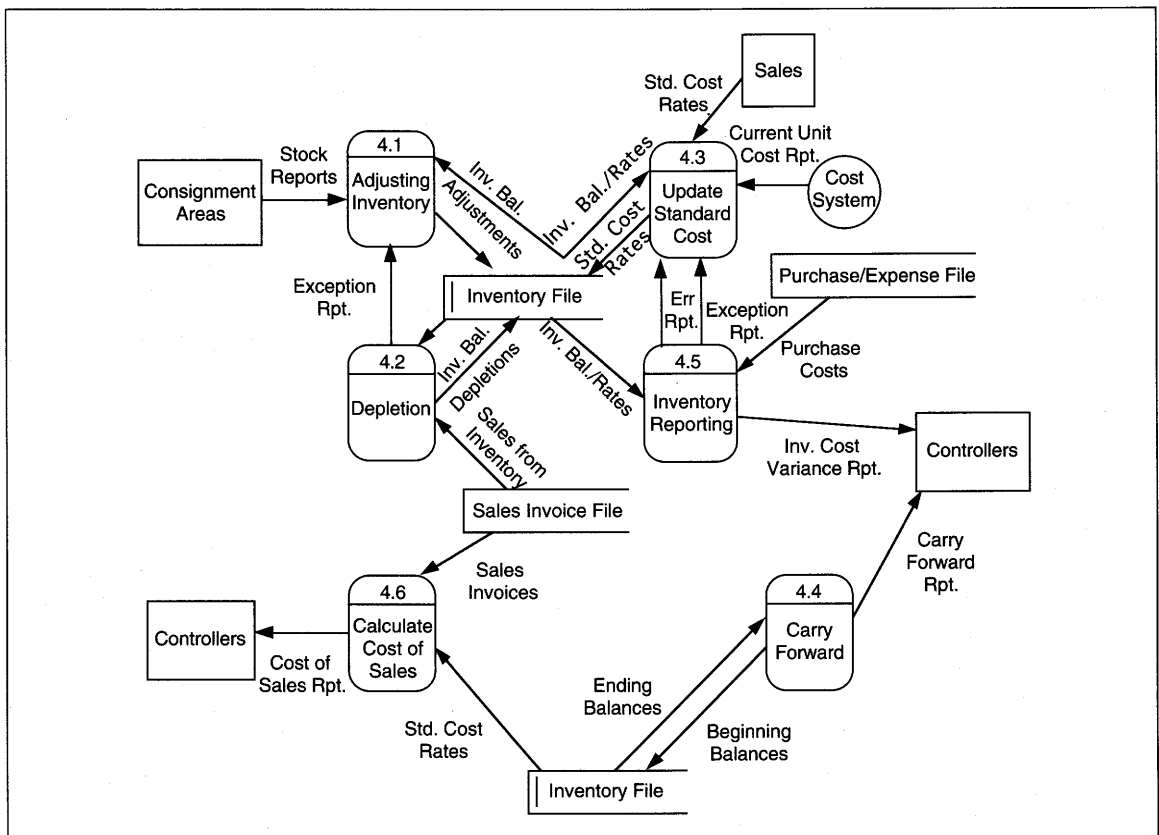 Sales
Std. Cost
Rates
Current Unit
Cost Rpt.
4.1
Adjusting
Inventory
Stock
Reports
Consignment
Areas
Inv. Bal.
Adjustments
Inv. Bal./Rates
Std. Cost
Rates
4.3
Update
Standard
Cost
Cost
System
Purchase/Expense File
Inventory File
Exception
Rpt.
Err
Rpt.
Exception
Rpt.
Purchase
Costs
4.2
Depletion
Inv. Bal.
Depletions
Inv. Bal./Rates
4.5
Inventory
Reporting
Sales from
Inventory
Inv. Cost
Variance Rpt.
Controllers
Sales Invoice File
Sales
Invoices
Carry
Forward
Rpt.
4.6
Calculate
Cost of
Sales
Controllers
Cost of
Sales Rpt.
4.4
Carry
Forward
Std. Cost
Rates
Ending
Balances
Beginning
Balances
Inventory File